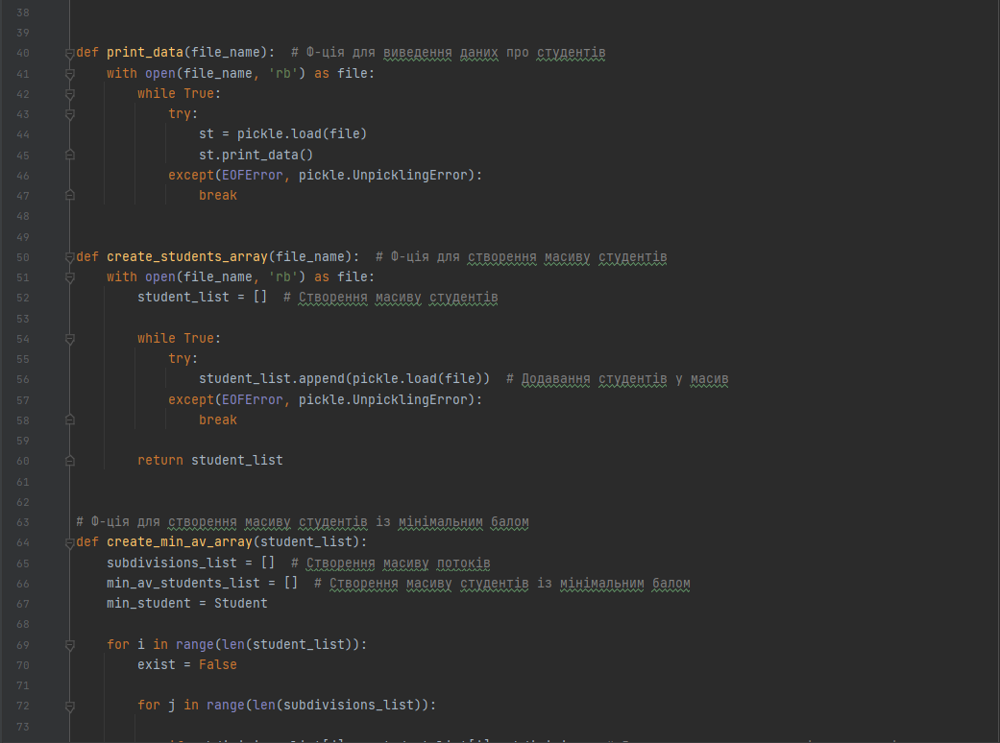 38
39
40 def print_data(file_name):  # Ф-ція для виведення даних про студентів
41     with open(file_name, 'rb') as file:
42         while True:
43             try:
44                 st = pickle.load(file)
45                 st.print_data()
46             except(EOFError, pickle.UnpicklingError):
47                 break
48
49
50 def create_students_array(file_name):  # Ф-ція для створення масиву студентів
51     with open(file_name, 'rb') as file:
52         student_list = []  # Створення масиву студентів
53
54         while True:
55             try:
56                 student_list.append(pickle.load(file))  # Додавання студентів у масив
57             except(EOFError, pickle.UnpicklingError):
58                 break
59
60         return student_list
61
62
63 # Ф-ція для створення масиву студентів із мінімальним балом
64 def create_min_av_array(student_list):
65     subdivisions_list = []  # Створення масиву потоків
66     min_av_students_list = []  # Створення масиву студентів із мінімальним балом
67     min_student = Student
68
69     for i in range(len(student_list)):
70         exist = False
71
72         for j in range(len(subdivisions_list)):
73